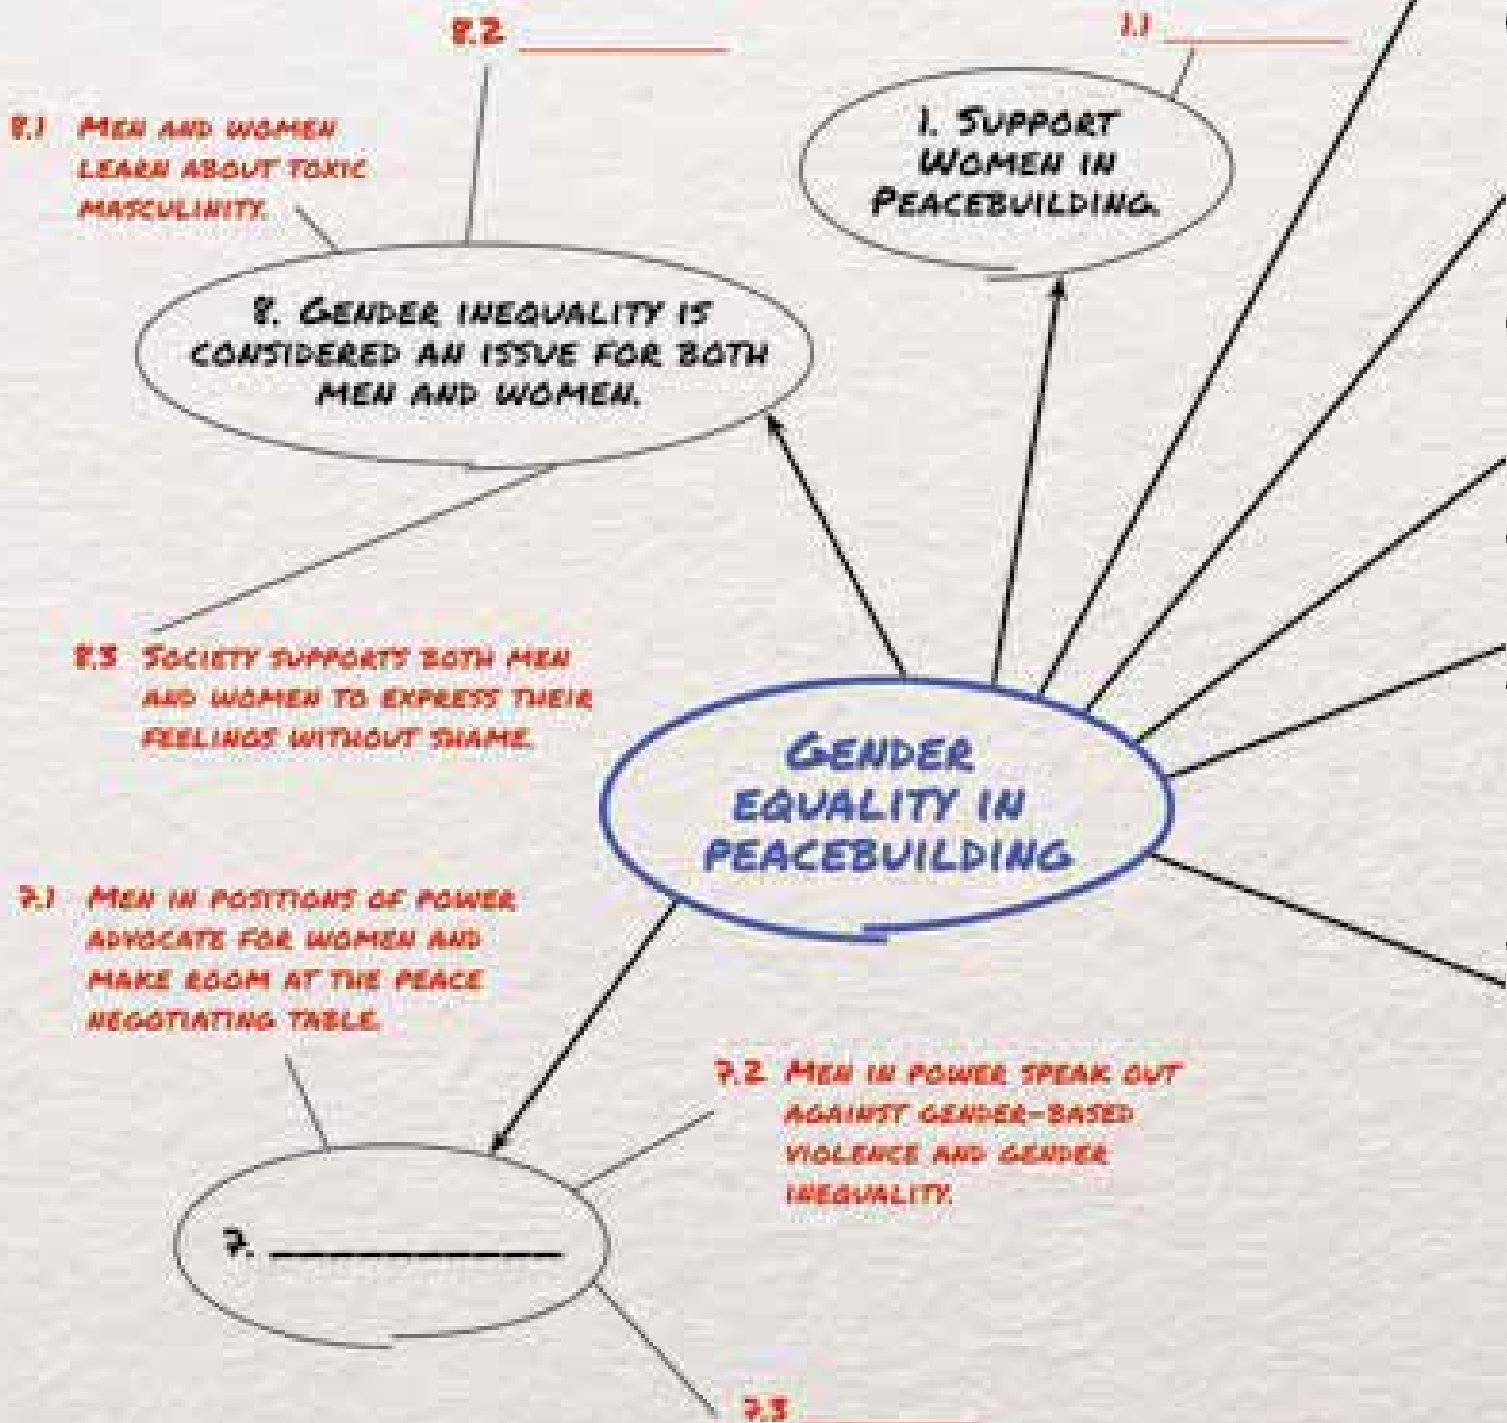 8.2 ____________
1.1 ____________
8.1 Men and women
learn about toxic
masculinity.
1. Support
Women in
Peacebuilding.
8. Gender inequality is
considered an issue for both
men and women.
8.3 Society supports both men
and women to express their
feelings without shame.
Gender
equality in
peacebuilding
7.1 Men in positions of power
advocate for women and
make room at the peace
negotiating table.
7.2 Men in power speak out
against gender-based
violence and gender
inequality.
7. ____________
7.3 ____________